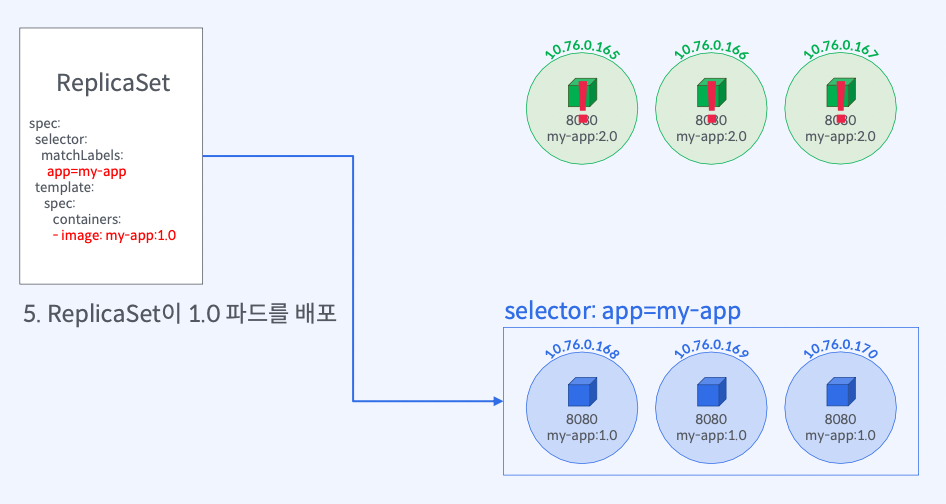 ReplicaSet
spec:
selector:
matchLabels:
app=my-app
template:
spec:
containers:
- image: my-app:1.0
5. ReplicaSet이 1.0 파드를 배포
10.76.0.165
8080
my-app:2.0
10.76.0.166
8080
my-app:2.0
10.76.0.167
8080
my-app:2.0
selector: app=my-app
10.76.0.168
8080
my-app:1.0
10.76.0.169
8080
my-app:1.0
10.76.0.170
8080
my-app:1.0